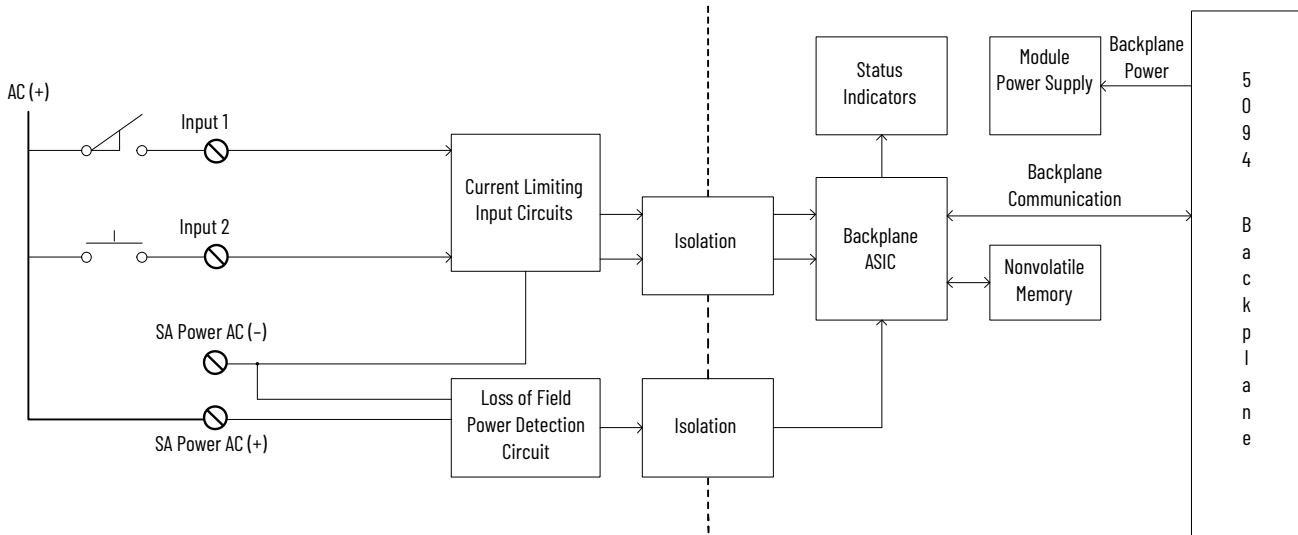 AC (+)
Input 1
Input 2
SA Power AC (–)
SA Power AC (+)
Current Limiting
Input Circuits
Loss of Field
Power Detection
Circuit
Isolation
Isolation
Status
Indicators
Backplane
ASIC
Module
Power Supply
Backplane
Power
Backplane
Communication
Nonvolatile
Memory
5
0
9
4
B
a
c
k
p
l
a
n
e